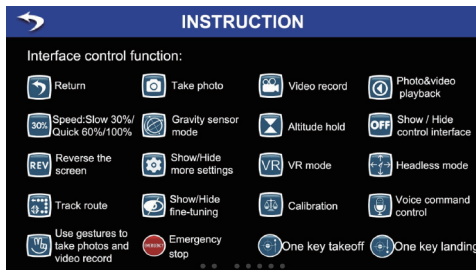 INSTRUCTION
Interface control function:
Return
Take photo
Video record
Photo&video
playback
30%
Speed:Slow 30%/
Quick 60%/100%
Gravity sensor
mode
Altitude hold
OFF
Show / Hide
control interface
REV
Reverse the
screen
Show/Hide
more settings
VR
VR mode
Headless mode
Track route
Show/Hide
fine-tuning
Calibration
Voice command
control
Use gestures to
take photos and
video record
Emergency
stop
One key takeoff
One key landing